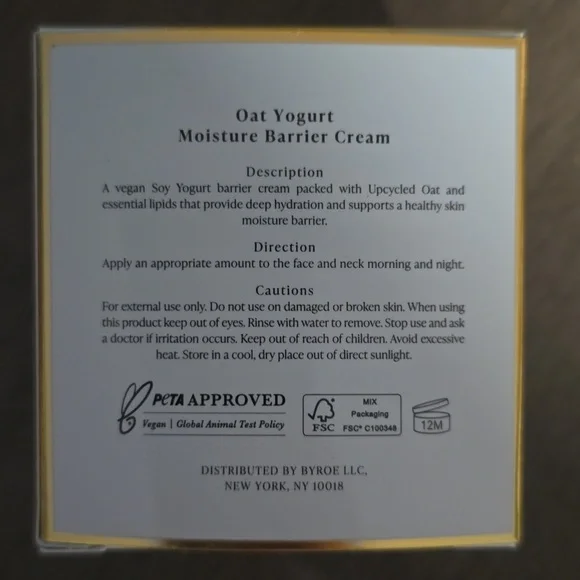 Oat Yogurt
Moisture Barrier Cream
Description
A vegan Soy Yogurt barrier cream packed with Upcycled Oat and
essential lipids that provide deep hydration and supports a healthy skin
moisture barrier.
Direction
Apply an appropriate amount to the face and neck morning and night.
Cautions
For external use only. Do not use on damaged or broken skin. When using
this product keep out of eyes. Rinse with water to remove. Stop use and ask
a doctor if irritation occurs. Keep out of reach of children. Avoid excessive
heat. Store in a cool, dry place out of direct sunlight.
PETA APPROVED
Vegan | Global Animal Test Policy
FSC
MIX
Packaging
FSC® C100348
12M
DISTRIBUTED BY BYROE LLC,
NEW YORK, NY 10018